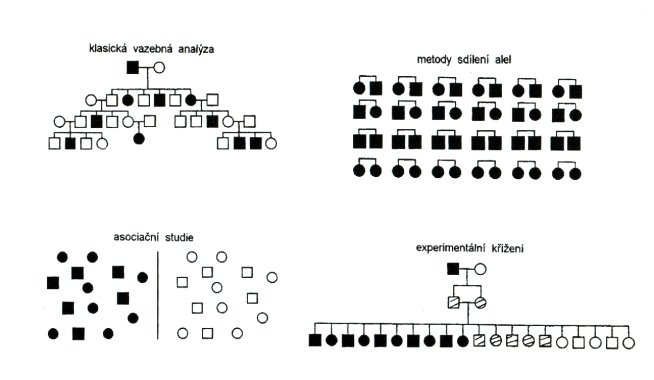 klasická vazebná analýza
metody sdílení alel
asociační studie
experimentální křížení